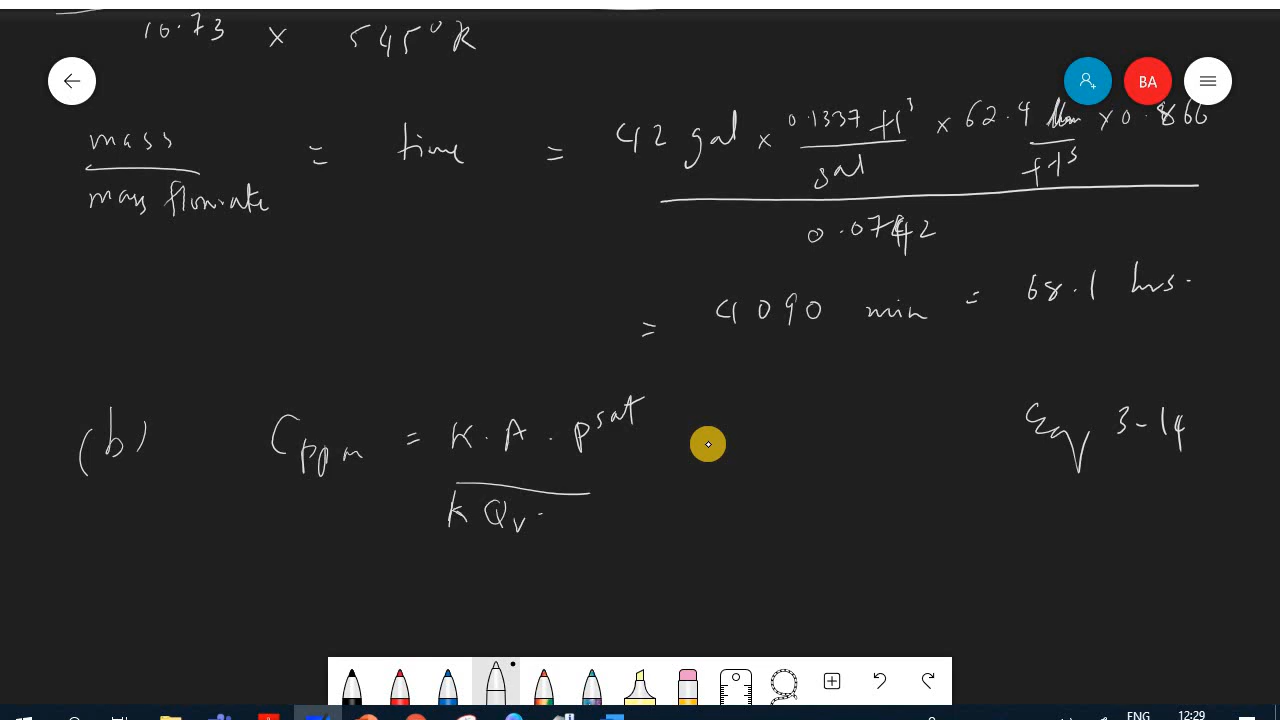 10.73 × 545°R
BA
mass / mass flowrate = time = 42 gal × 0.1337 ft³ / gal × 62.4 lbm / ft³ × 0.866 / 0.0742
= 4090 min = 68.1 hrs.
(b) Cppm = K.A.Psat / k Qv. Eq 3-14
ENG 12:29